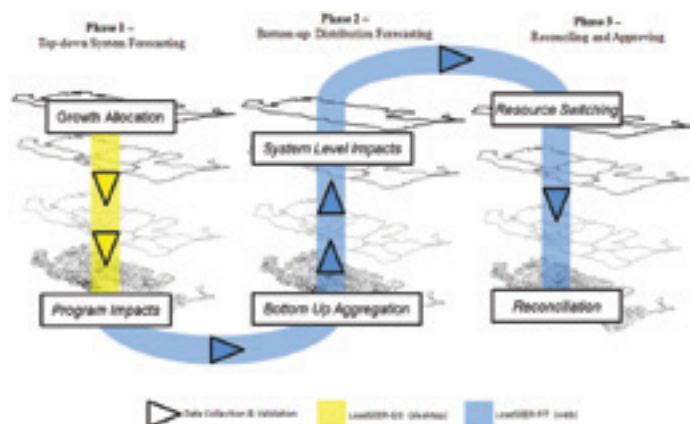 Phase 1 –
Top-down System Forecasting
Phase 2 –
Bottom-up Distribution Forecasting
Phase 3 –
Reconciling and Approving
Growth Allocation
Program Impacts
System Level Impacts
Bottom Up Aggregation
Resource Switching
Reconciliation
Data Collection & Validation